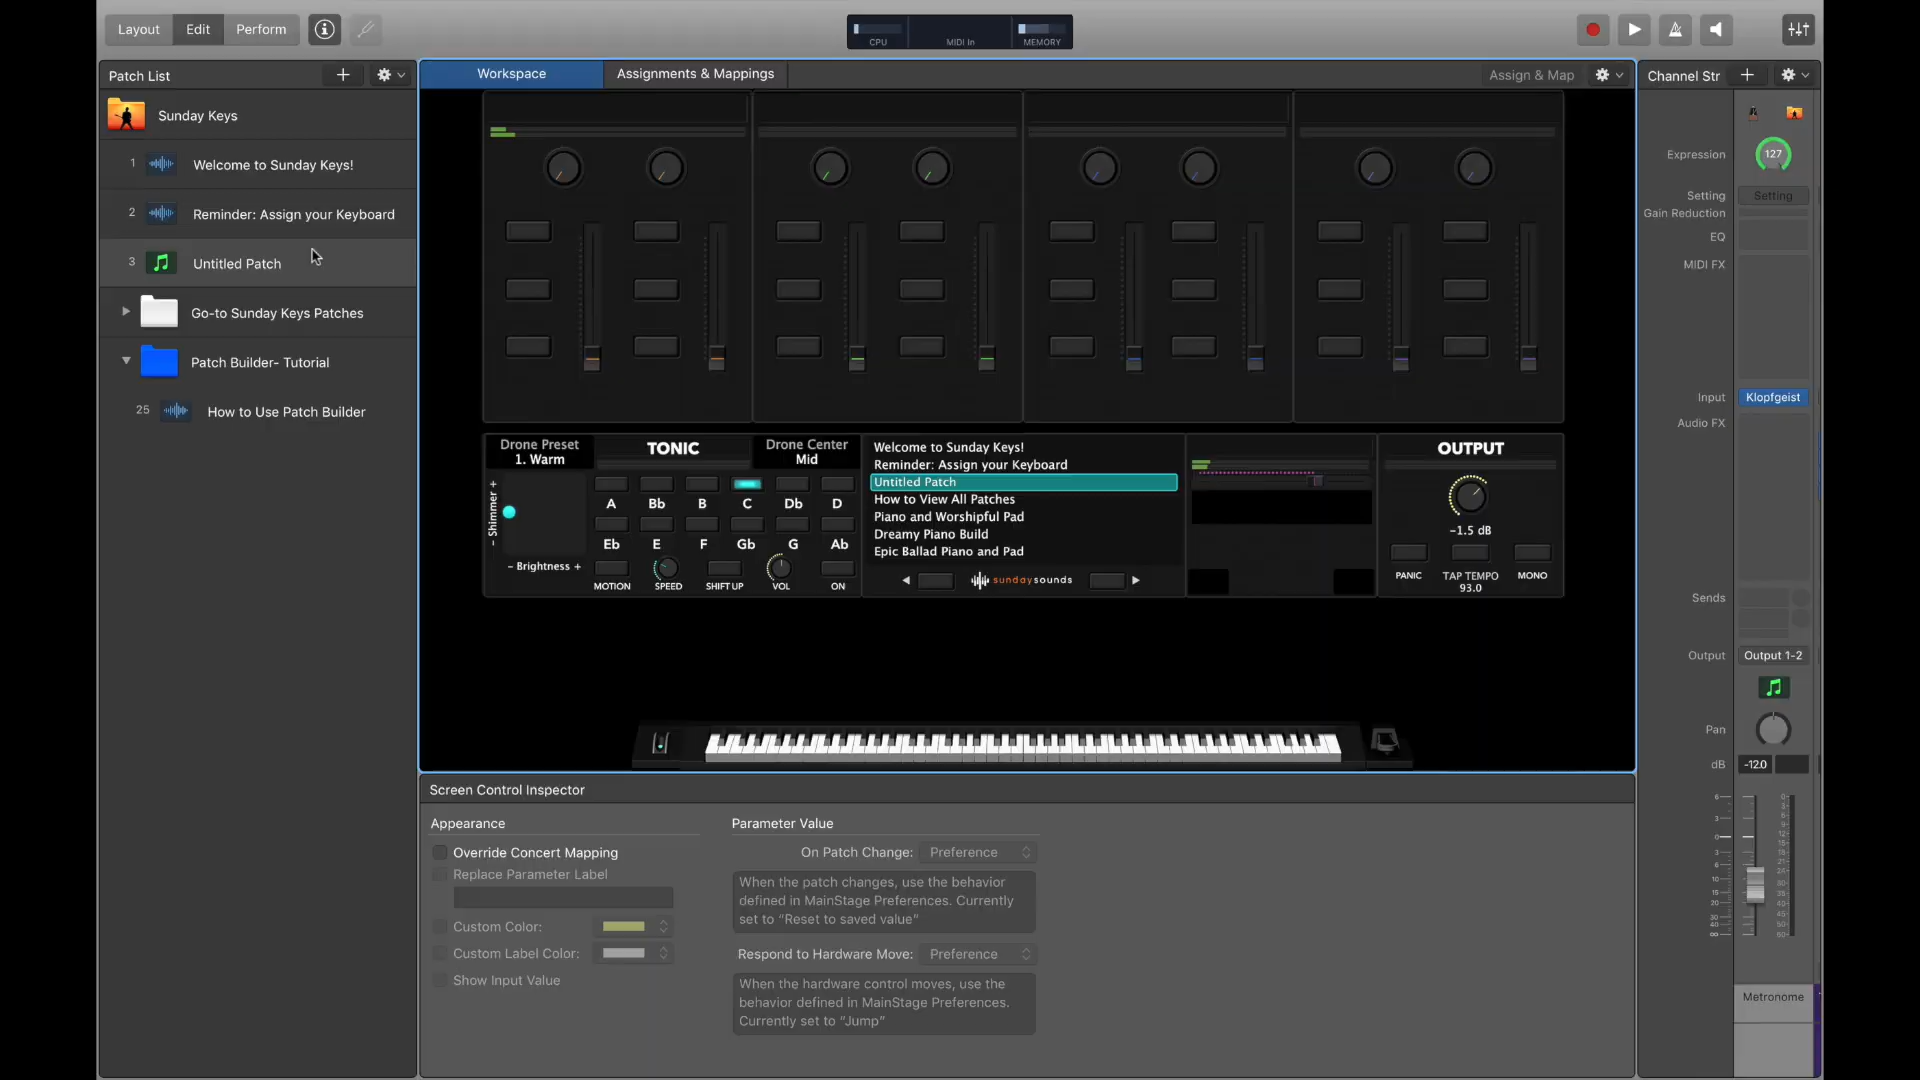 Layout Edit Perform
CPU MIDI In MEMORY
Patch List
Workspace Assignments & Mappings Assign & Map
Channel Str
Sunday Keys
1 Welcome to Sunday Keys!
2 Reminder: Assign your Keyboard
3 Untitled Patch
Go-to Sunday Keys Patches
Patch Builder- Tutorial
25 How to Use Patch Builder
Drone Preset
1. Warm
TONIC
Drone Center
Mid
- Shimmer +
A Bb B C Db D
Eb E F Gb G Ab
- Brightness +
MOTION SPEED SHIFT UP VOL ON
Welcome to Sunday Keys!
Reminder: Assign your Keyboard
Untitled Patch
How to View All Patches
Piano and Worshipful Pad
Dreamy Piano Build
Epic Ballad Piano and Pad
sundaysounds
OUTPUT
-1.5 dB
PANIC TAP TEMPO MONO
93.0
Screen Control Inspector
Appearance
Override Concert Mapping
Replace Parameter Label
Custom Color:
Custom Label Color:
Show Input Value
Parameter Value
On Patch Change: Preference
When the patch changes, use the behavior
defined in MainStage Preferences. Currently
set to “Reset to saved value”
Respond to Hardware Move: Preference
When the hardware control moves, use the
behavior defined in MainStage Preferences.
Currently set to “Jump”
Expression 127
Setting Setting
Gain Reduction
EQ
MIDI FX
Input Klopfgeist
Audio FX
Sends
Output Output 1-2
Pan
dB -12.0
Metronome